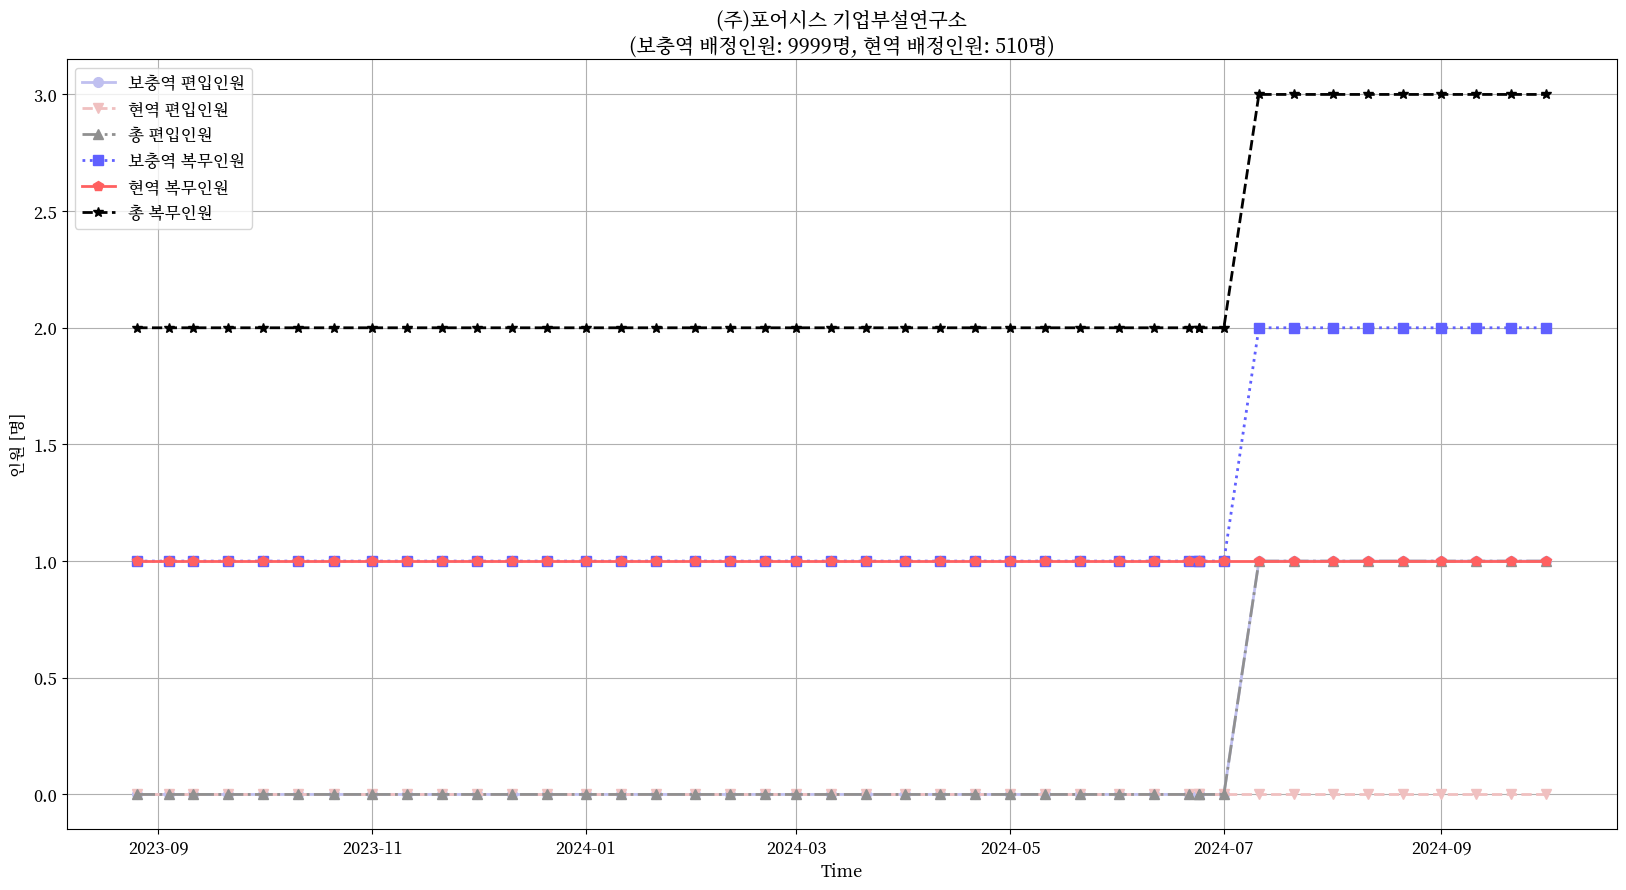 (주)포어시스 기업부설연구소
(보충역 배정인원: 9999명, 현역 배정인원: 510명)
보충역 편입인원
현역 편입인원
총 편입인원
보충역 복무인원
현역 복무인원
총 복무인원
인원 [명]
3.0
2.5
2.0
1.5
1.0
0.5
0.0
2023-09
2023-11
2024-01
2024-03
2024-05
2024-07
2024-09
Time